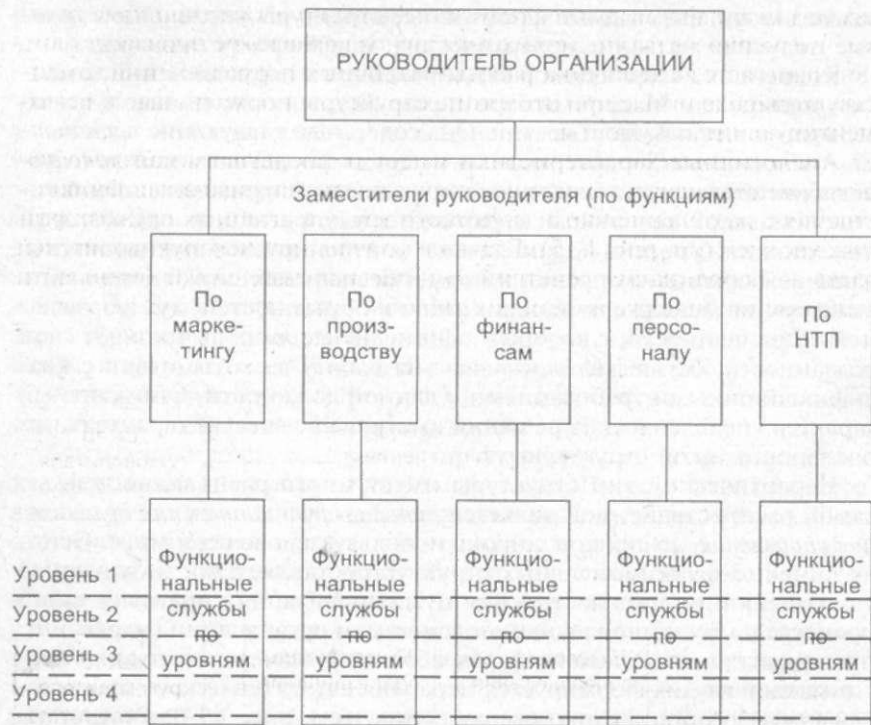 РУКОВОДИТЕЛЬ ОРГАНИЗАЦИИ
Заместители руководителя (по функциям)
По
марке-
тингу
По
произ-
водству
По
финан-
сам
По
персо-
налу
По
НТП
Уровень 1
Уровень 2
Уровень 3
Уровень 4
Функцио-
нальные
службы
по
уровням
Функцио-
нальные
службы
по
уровням
Функцио-
нальные
службы
по
уровням
Функцио-
нальные
службы
по
уровням
Функцио-
нальные
службы
по
уровням